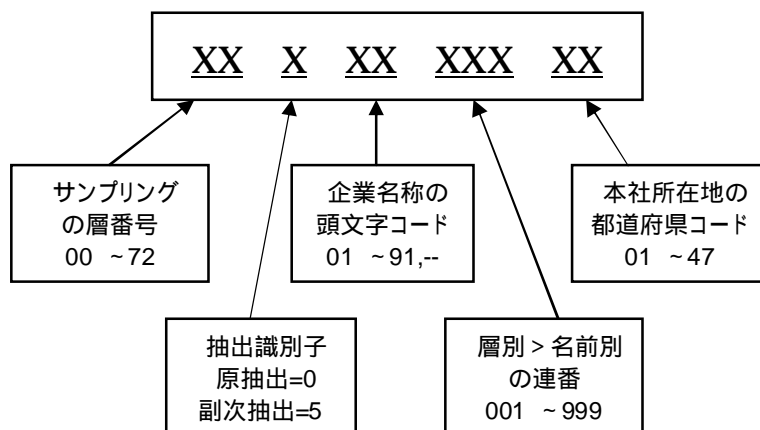 XX X XX XXX XX
サンプリング
の層番号
00 ~72
企業名称の
頭文字コード
01 ~91,--
本社所在地の
都道府県コード
01 ~47
抽出識別子
原抽出=0
副次抽出=5
層別 > 名前別
の連番
001 ~999